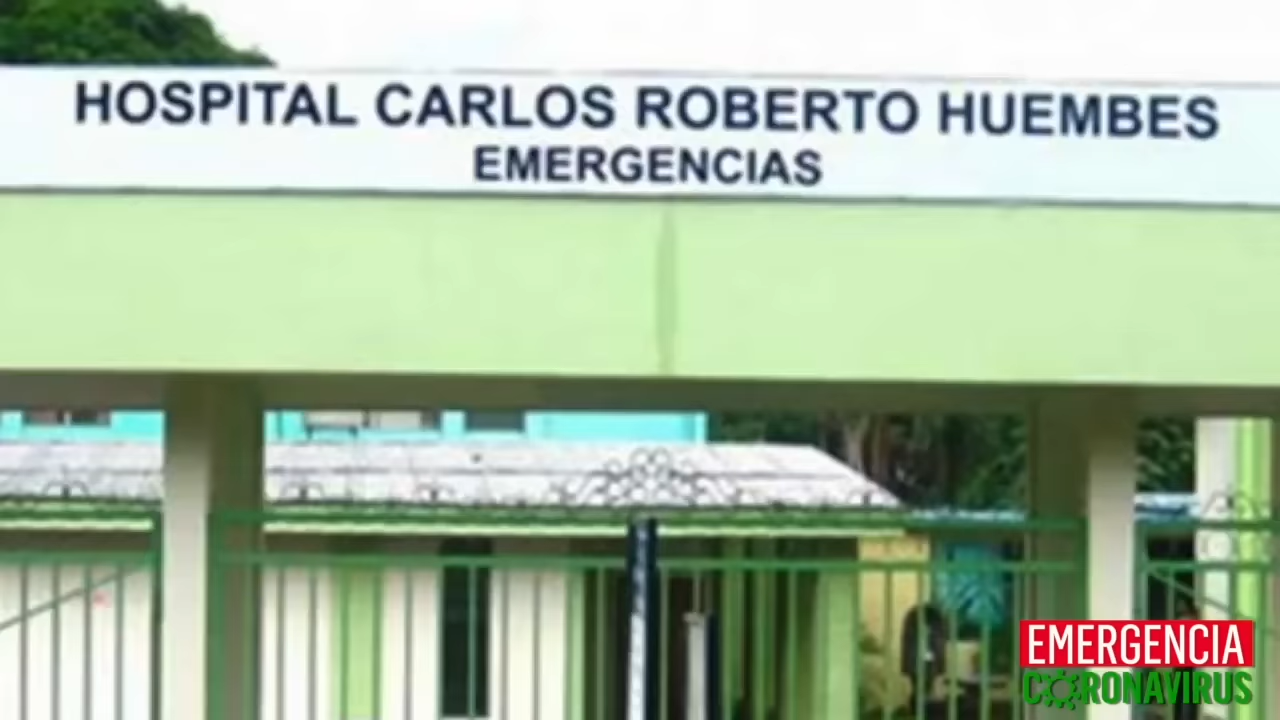 HOSPITAL CARLOS ROBERTO HUEMBES
EMERGENCIAS
EMERGENCIA
CORONAVIRUS